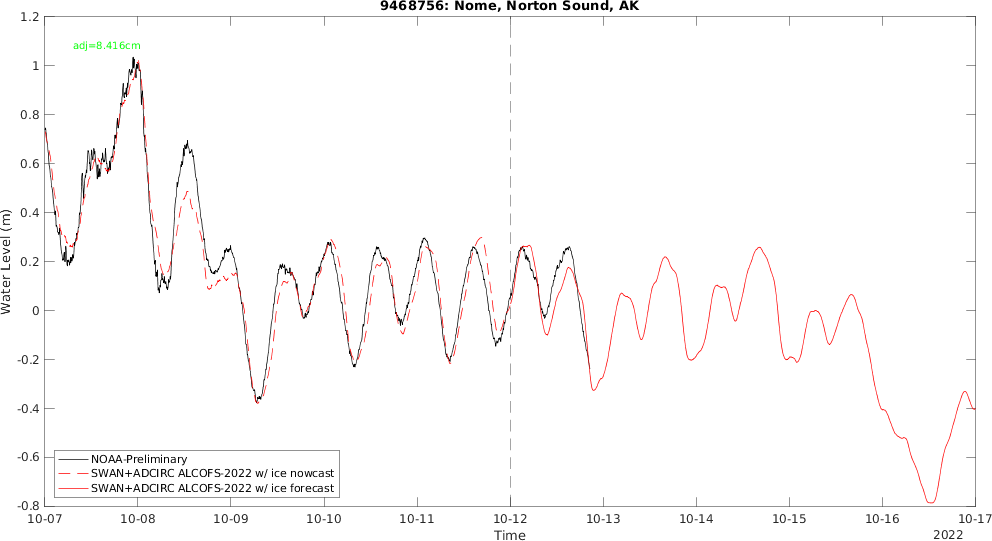 9468756: Nome, Norton Sound, AK
adj=8.416cm
Water Level (m)
1.2
1
0.8
0.6
0.4
0.2
0
-0.2
-0.4
-0.6
-0.8
NOAA-Preliminary
SWAN+ADCIRC ALCOFS-2022 w/ ice nowcast
SWAN+ADCIRC ALCOFS-2022 w/ ice forecast
10-07 10-08 10-09 10-10 10-11 10-12 10-13 10-14 10-15 10-16 10-17
Time
2022